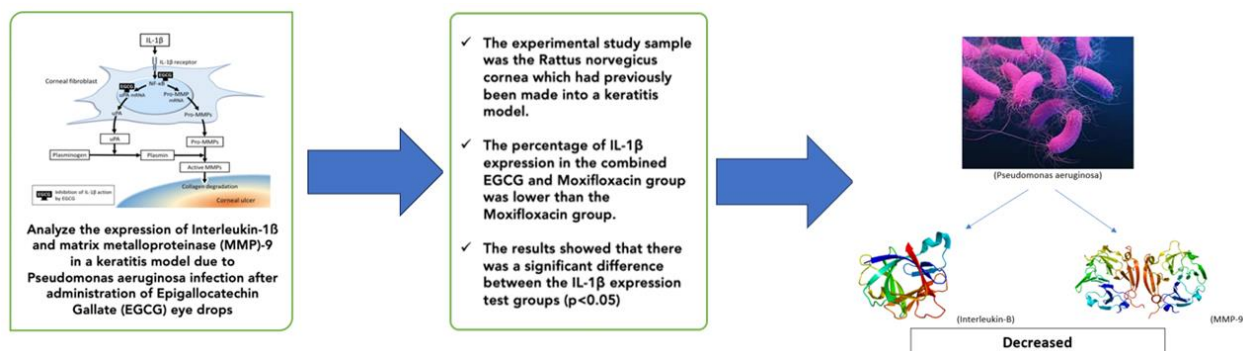 IL-1β
IL-1β receptor
Corneal fibroblast
EGCG
NF-κB
EGCG
uPA mRNA
Pro-MMP
mRNA
uPA
Pro-MMPs
uPA
Pro-MMPs
Plasminogen
Plasmin
Active MMPs
Collagen degradation
Corneal ulcer
EGCG
Inhibition of IL-1β action
by EGCG
Analyze the expression of Interleukin-1ß
and matrix metalloproteinase (MMP)-9
in a keratitis model due to
Pseudomonas aeruginosa infection after
administration of Epigallocatechin
Gallate (EGCG) eye drops
✓ The experimental study sample
was the Rattus norvegicus
cornea which had previously
been made into a keratitis
model.
✓ The percentage of IL-1β
expression in the combined
EGCG and Moxifloxacin group
was lower than the
Moxifloxacin group.
✓ The results showed that there
was a significant difference
between the IL-1β expression
test groups (p<0.05)
(Pseudomonas aeruginosa)
(Interleukin-B)
(MMP-9
Decreased